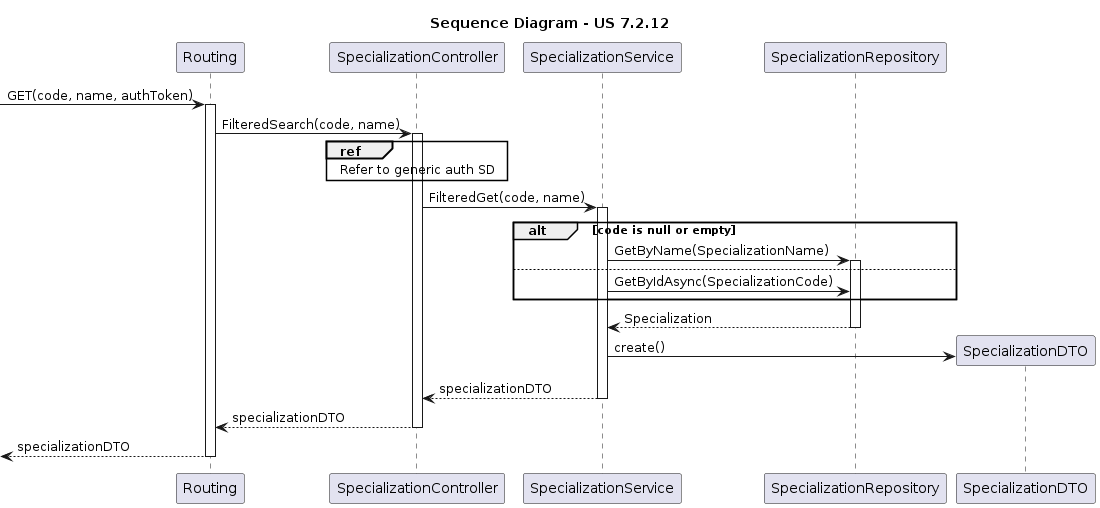 Sequence Diagram - US 7.2.12
Routing
SpecializationController
SpecializationService
SpecializationRepository
GET(code, name, authToken)
FilteredSearch(code, name)
ref
Refer to generic auth SD
FilteredGet(code, name)
alt
[code is null or empty]
GetByName(SpecializationName)
GetByIdAsync(SpecializationCode)
Specialization
create()
SpecializationDTO
specializationDTO
specializationDTO
specializationDTO
Routing
SpecializationController
SpecializationService
SpecializationRepository
SpecializationDTO